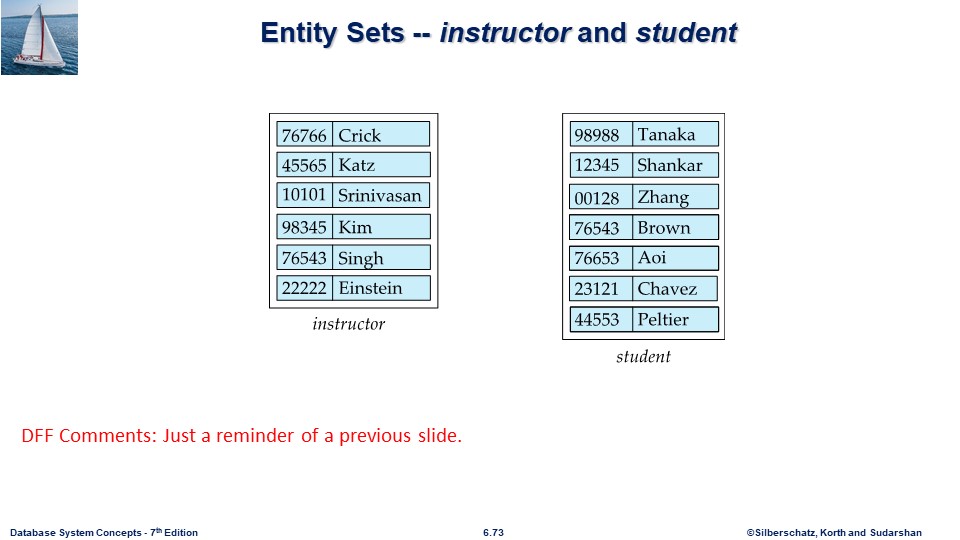 Entity Sets -- instructor and student
76766 Crick
45565 Katz
10101 Srinivasan
98345 Kim
76543 Singh
22222 Einstein
instructor
98988 Tanaka
12345 Shankar
00128 Zhang
76543 Brown
76653 Aoi
23121 Chavez
44553 Peltier
student
DFF Comments: Just a reminder of a previous slide.
Database System Concepts - 7th Edition
6.73
©Silberschatz, Korth and Sudarshan